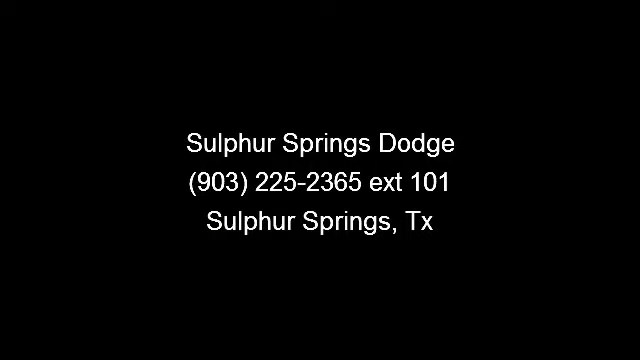 Sulphur Springs Dodge
(903) 225-2365 ext 101
Sulphur Springs, Tx